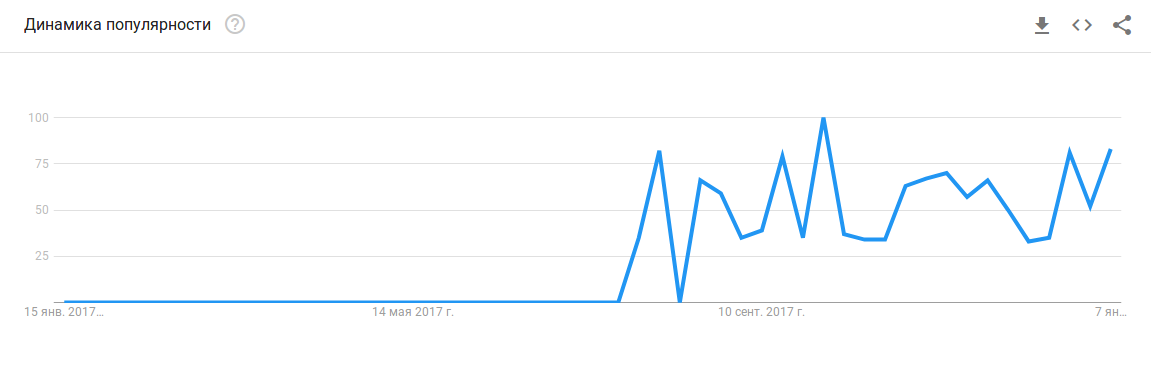 Динамика популярности ?
100
75
50
25
15 янв. 2017…
14 мая 2017 г.
10 сент. 2017 г.
7 ян…